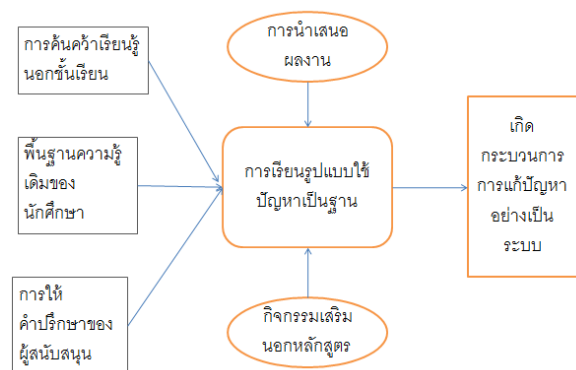 การค้นคว้าเรียนรู้
นอกชั้นเรียน
พื้นฐานความรู้
เดิมของ
นักศึกษา
การให้
คำปรึกษาของ
ผู้สนับสนุน
การนำเสนอ
ผลงาน
การเรียนรูปแบบใช้
ปัญหาเป็นฐาน
กิจกรรมเสริม
นอกหลักสูตร
เกิด
กระบวนการ
การแก้ปัญหา
อย่างเป็น
ระบบ